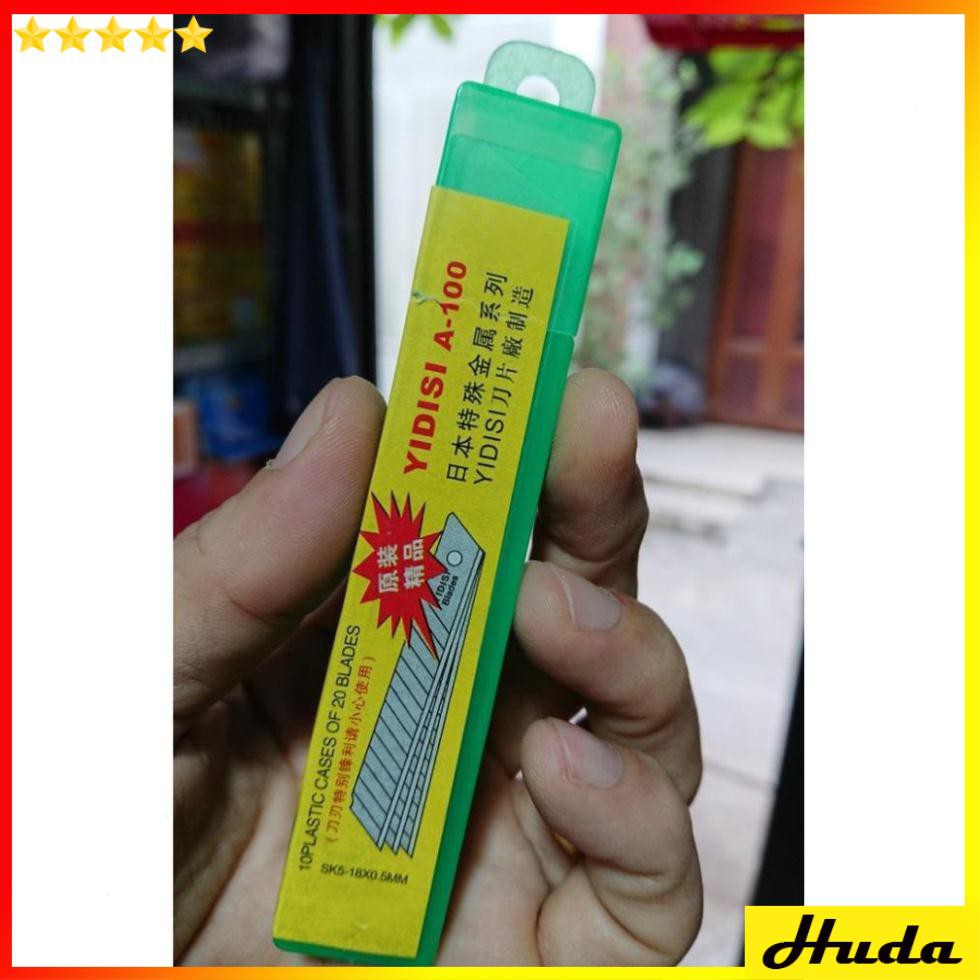 YIDISI A-100
日本特殊金属系列
YIDISI刀片廠制造
原装
精品
YIDISI
Blades
10PLASTIC CASES OF 20 BLADES
(刀刃特别锋利请小心使用)
SK5-18X0.5MM
Huda